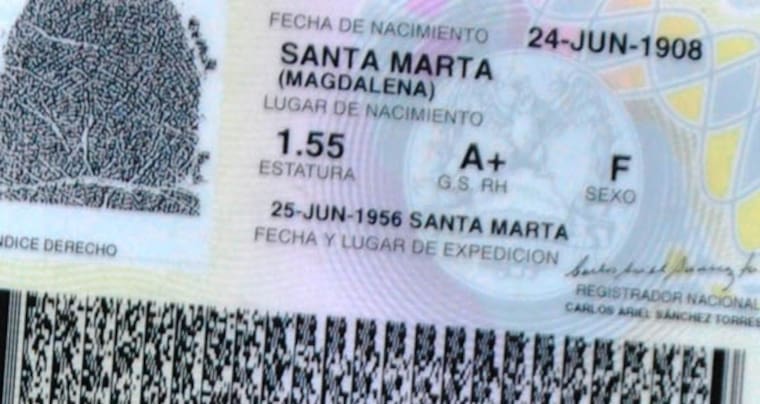 FECHA DE NACIMIENTO 24-JUN-1908
SANTA MARTA
(MAGDALENA)
LUGAR DE NACIMIENTO
1.55 A+ F
ESTATURA G.S. RH SEXO
25-JUN-1956 SANTA MARTA
FECHA Y LUGAR DE EXPEDICION
NDICE DERECHO
REGISTRADOR NACIONAL
CARLOS ARIEL SÁNCHEZ TORRES